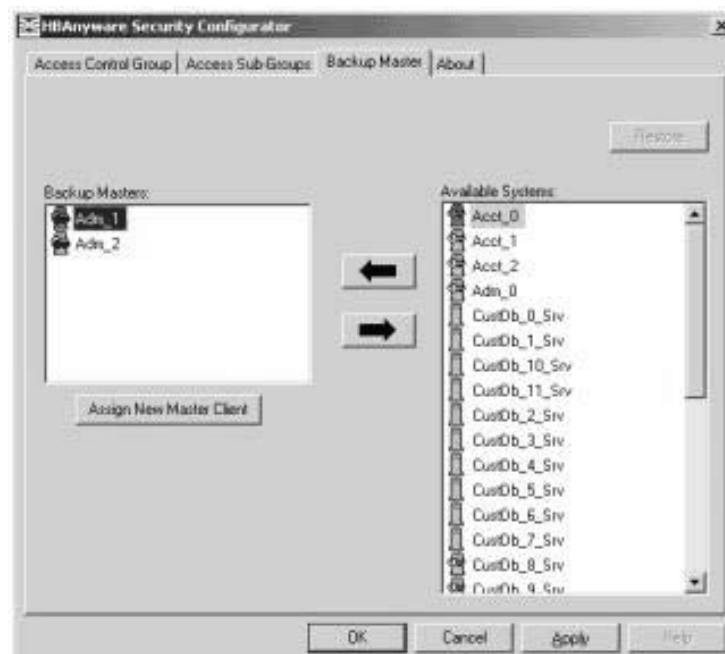 HBAnyware Security Configurator
Access Control Group
Access Sub-Groups
Backup Master
About
Restore
Backup Masters:
Adm_1
Adm_2
Assign New Master Client
Available Systems:
Acct_0
Acct_1
Acct_2
Adm_0
CustDb_0_Srv
CustDb_1_Srv
CustDb_10_Srv
CustDb_11_Srv
CustDb_2_Srv
CustDb_3_Srv
CustDb_4_Srv
CustDb_5_Srv
CustDb_6_Srv
CustDb_7_Srv
CustDb_8_Srv
CustDb_9_Srv
OK
Cancel
Apply
Help